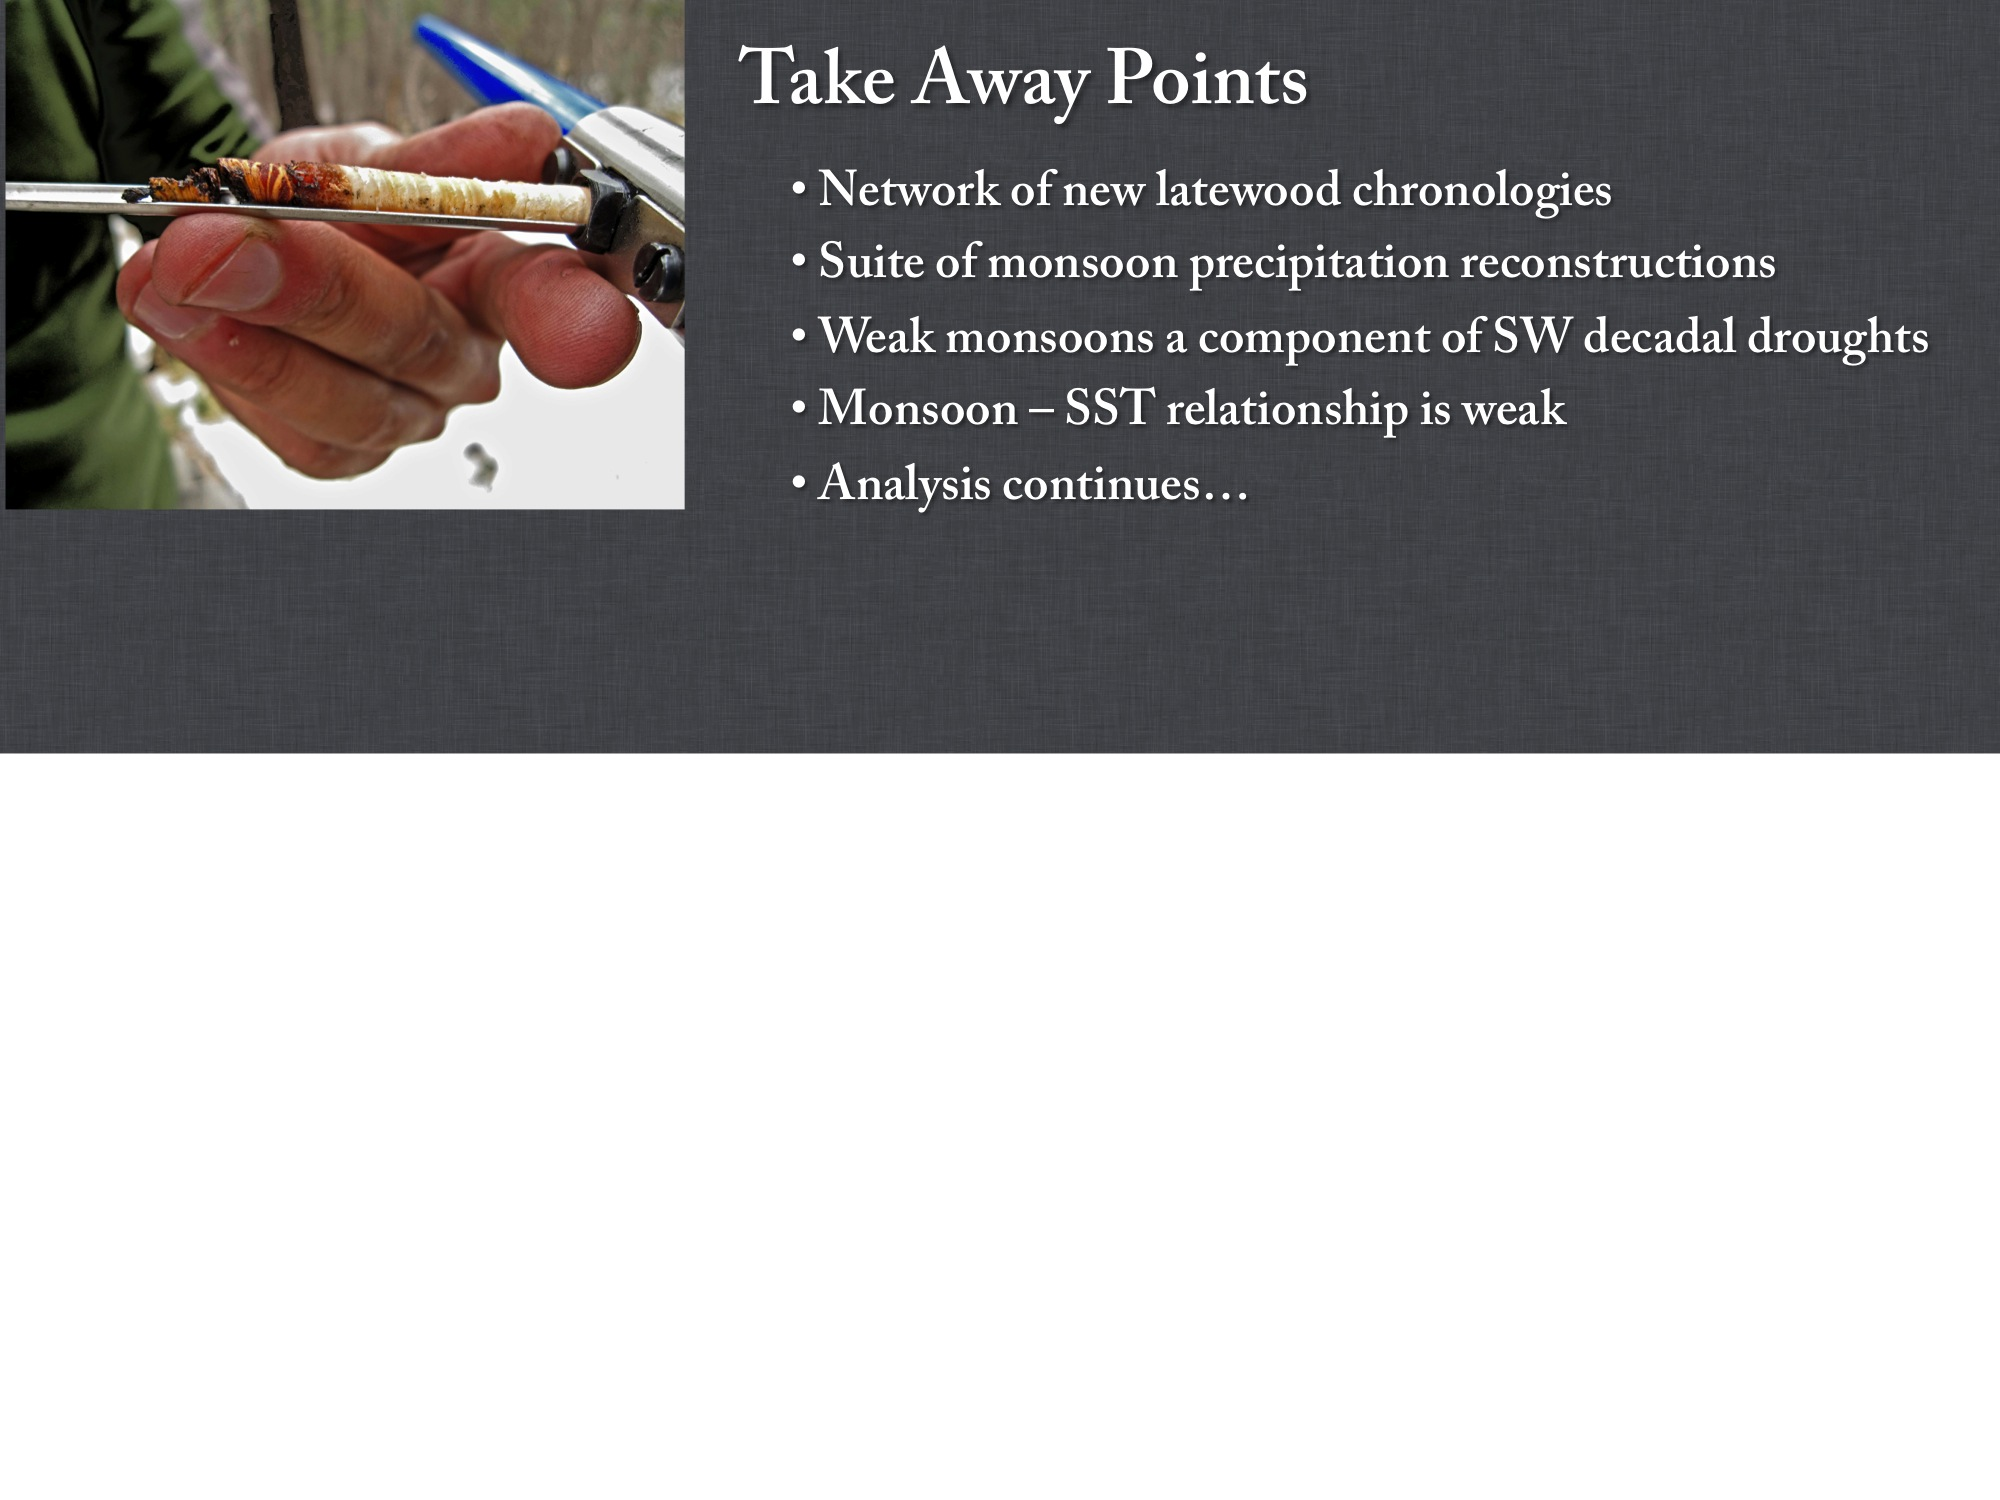 Take Away Points
• Network of new latewood chronologies
• Suite of monsoon precipitation reconstructions
• Weak monsoons a component of SW decadal droughts
• Monsoon – SST relationship is weak
• Analysis continues…